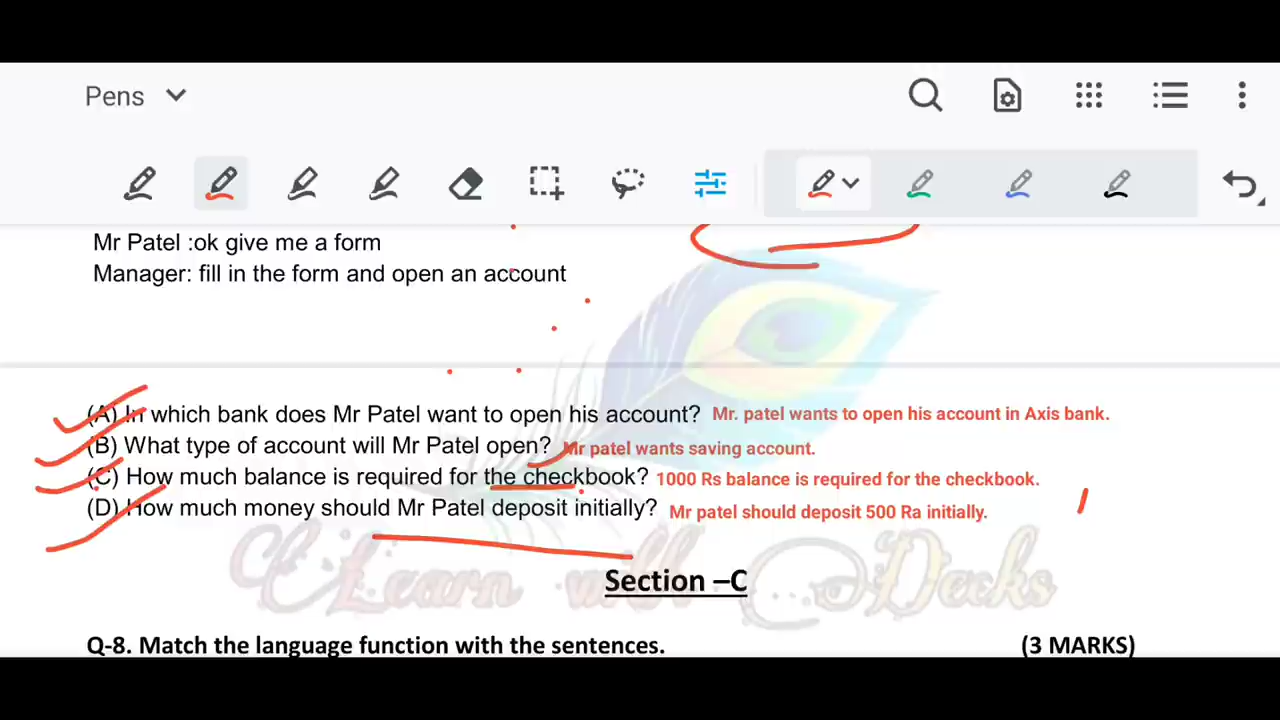 Pens
Mr Patel :ok give me a form
Manager: fill in the form and open an account
(A) In which bank does Mr Patel want to open his account? Mr. patel wants to open his account in Axis bank.
(B) What type of account will Mr Patel open? Mr patel wants saving account.
(C) How much balance is required for the checkbook? 1000 Rs balance is required for the checkbook.
(D) How much money should Mr Patel deposit initially? Mr patel should deposit 500 Ra initially.
Learn will Decks
Section –C
Q-8. Match the language function with the sentences. (3 MARKS)